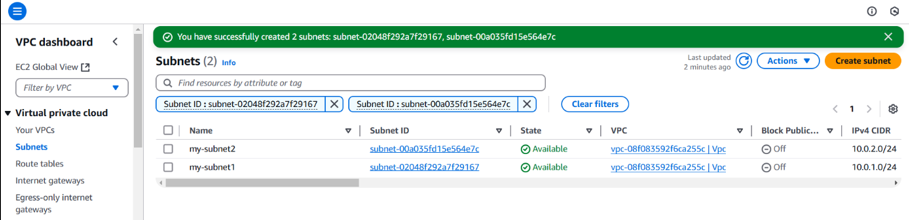 You have successfully created 2 subnets: subnet-02048f292a7f29167, subnet-00a035fd15e564e7c
VPC dashboard
EC2 Global View
Filter by VPC
Virtual private cloud
Your VPCs
Subnets
Route tables
Internet gateways
Egress-only internet
gateways
Subnets (2) Info
Last updated
2 minutes ago
Actions
Create subnet
Find resources by attribute or tag
Subnet ID : subnet-02048f292a7f29167
Subnet ID : subnet-00a035fd15e564e7c
Clear filters
1
Name Subnet ID State VPC Block Public... IPv4 CIDR
my-subnet2 subnet-00a035fd15e564e7c Available vpc-08f083592f6ca255c | Vpc Off 10.0.2.0/24
my-subnet1 subnet-02048f292a7f29167 Available vpc-08f083592f6ca255c | Vpc Off 10.0.1.0/24